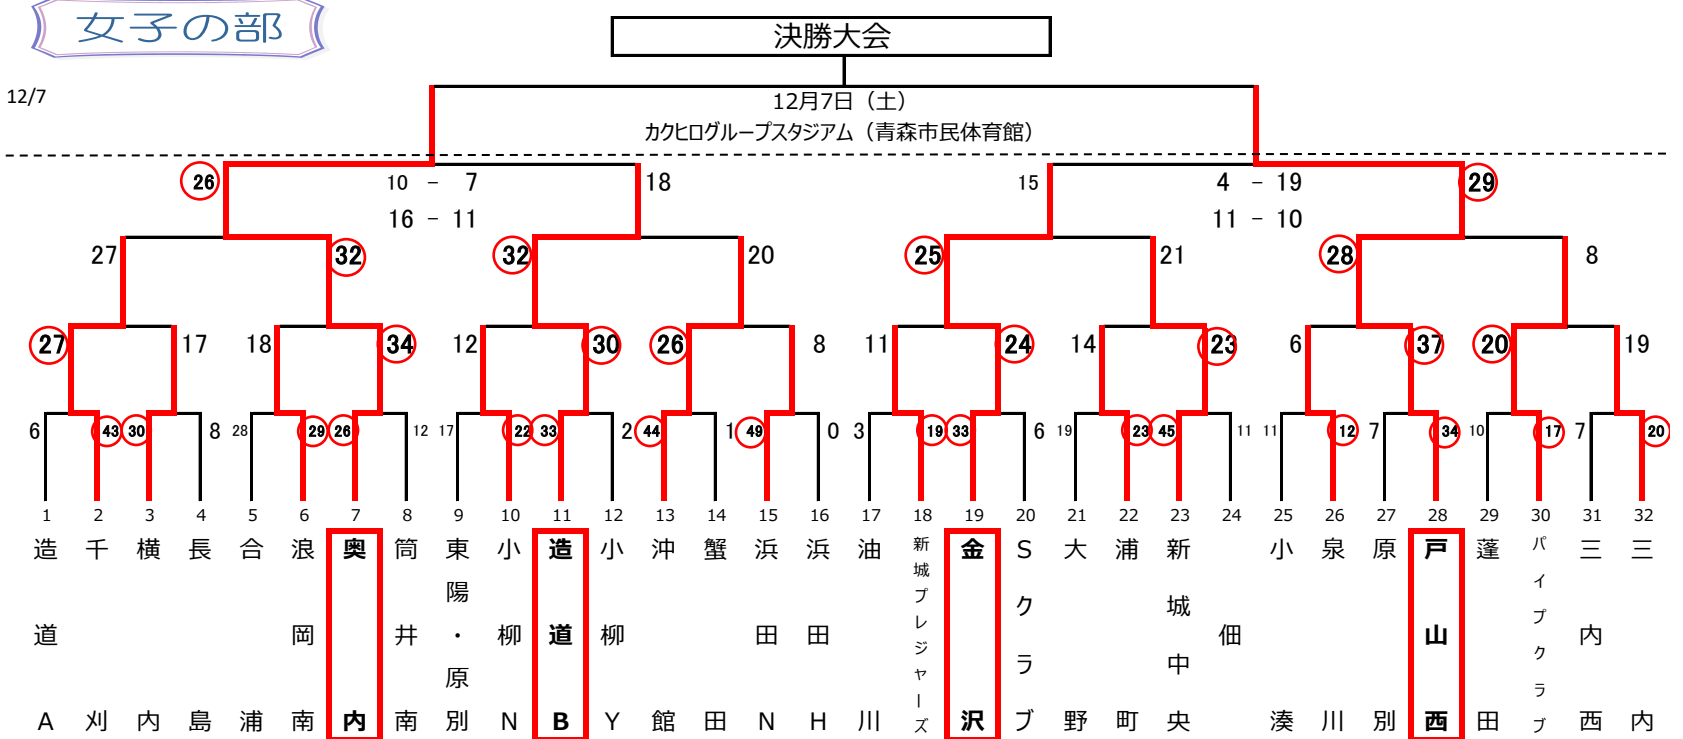 女子の部
決勝大会
12/7
12月7日（土）
カクヒログループスタジアム（青森市民体育館）
26 10 - 7 18 15 4 - 19 29
16 - 11 11 - 10
27 32 32 20 25 21 28 8
27 17 18 34 12 30 26 8 11 24 14 23 6 37 20 19
6 43 30 8 28 29 26 12 17 22 33 2 44 1 49 0 3 19 33 6 19 23 45 11 11 12 7 34 10 17 7 20
1 2 3 4 5 6 7 8 9 10 11 12 13 14 15 16 17 18 19 20 21 22 23 24 25 26 27 28 29 30 31 32
造道A
千刈
横内
長島
合浦
浪岡南
奥内
筒井南
東陽・原別
小柳N
造道B
小柳Y
沖館
蟹田
浜田N
浜田H
油川
新城プレジャーズ
金沢
Sクラブ
大野
浦町
新城中央
佃
小湊
泉川
原別
戸山西
蓬田
パイプクラブ
三内西
三内